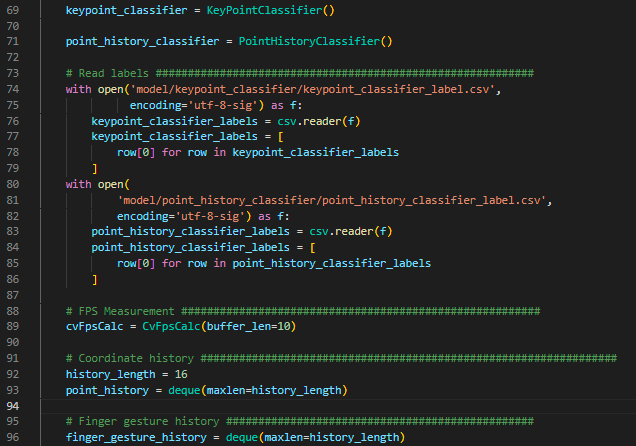 69 keypoint_classifier = KeyPointClassifier()
70
71 point_history_classifier = PointHistoryClassifier()
72
73 # Read labels ###########################################################
74 with open('model/keypoint_classifier/keypoint_classifier_label.csv',
75 encoding='utf-8-sig') as f:
76 keypoint_classifier_labels = csv.reader(f)
77 keypoint_classifier_labels = [
78 row[0] for row in keypoint_classifier_labels
79 ]
80 with open(
81 'model/point_history_classifier/point_history_classifier_label.csv',
82 encoding='utf-8-sig') as f:
83 point_history_classifier_labels = csv.reader(f)
84 point_history_classifier_labels = [
85 row[0] for row in point_history_classifier_labels
86 ]
87
88 # FPS Measurement ########################################################
89 cvFpsCalc = CvFpsCalc(buffer_len=10)
90
91 # Coordinate history #################################################################
92 history_length = 16
93 point_history = deque(maxlen=history_length)
94
95 # Finger gesture history ################################################
96 finger_gesture_history = deque(maxlen=history_length)